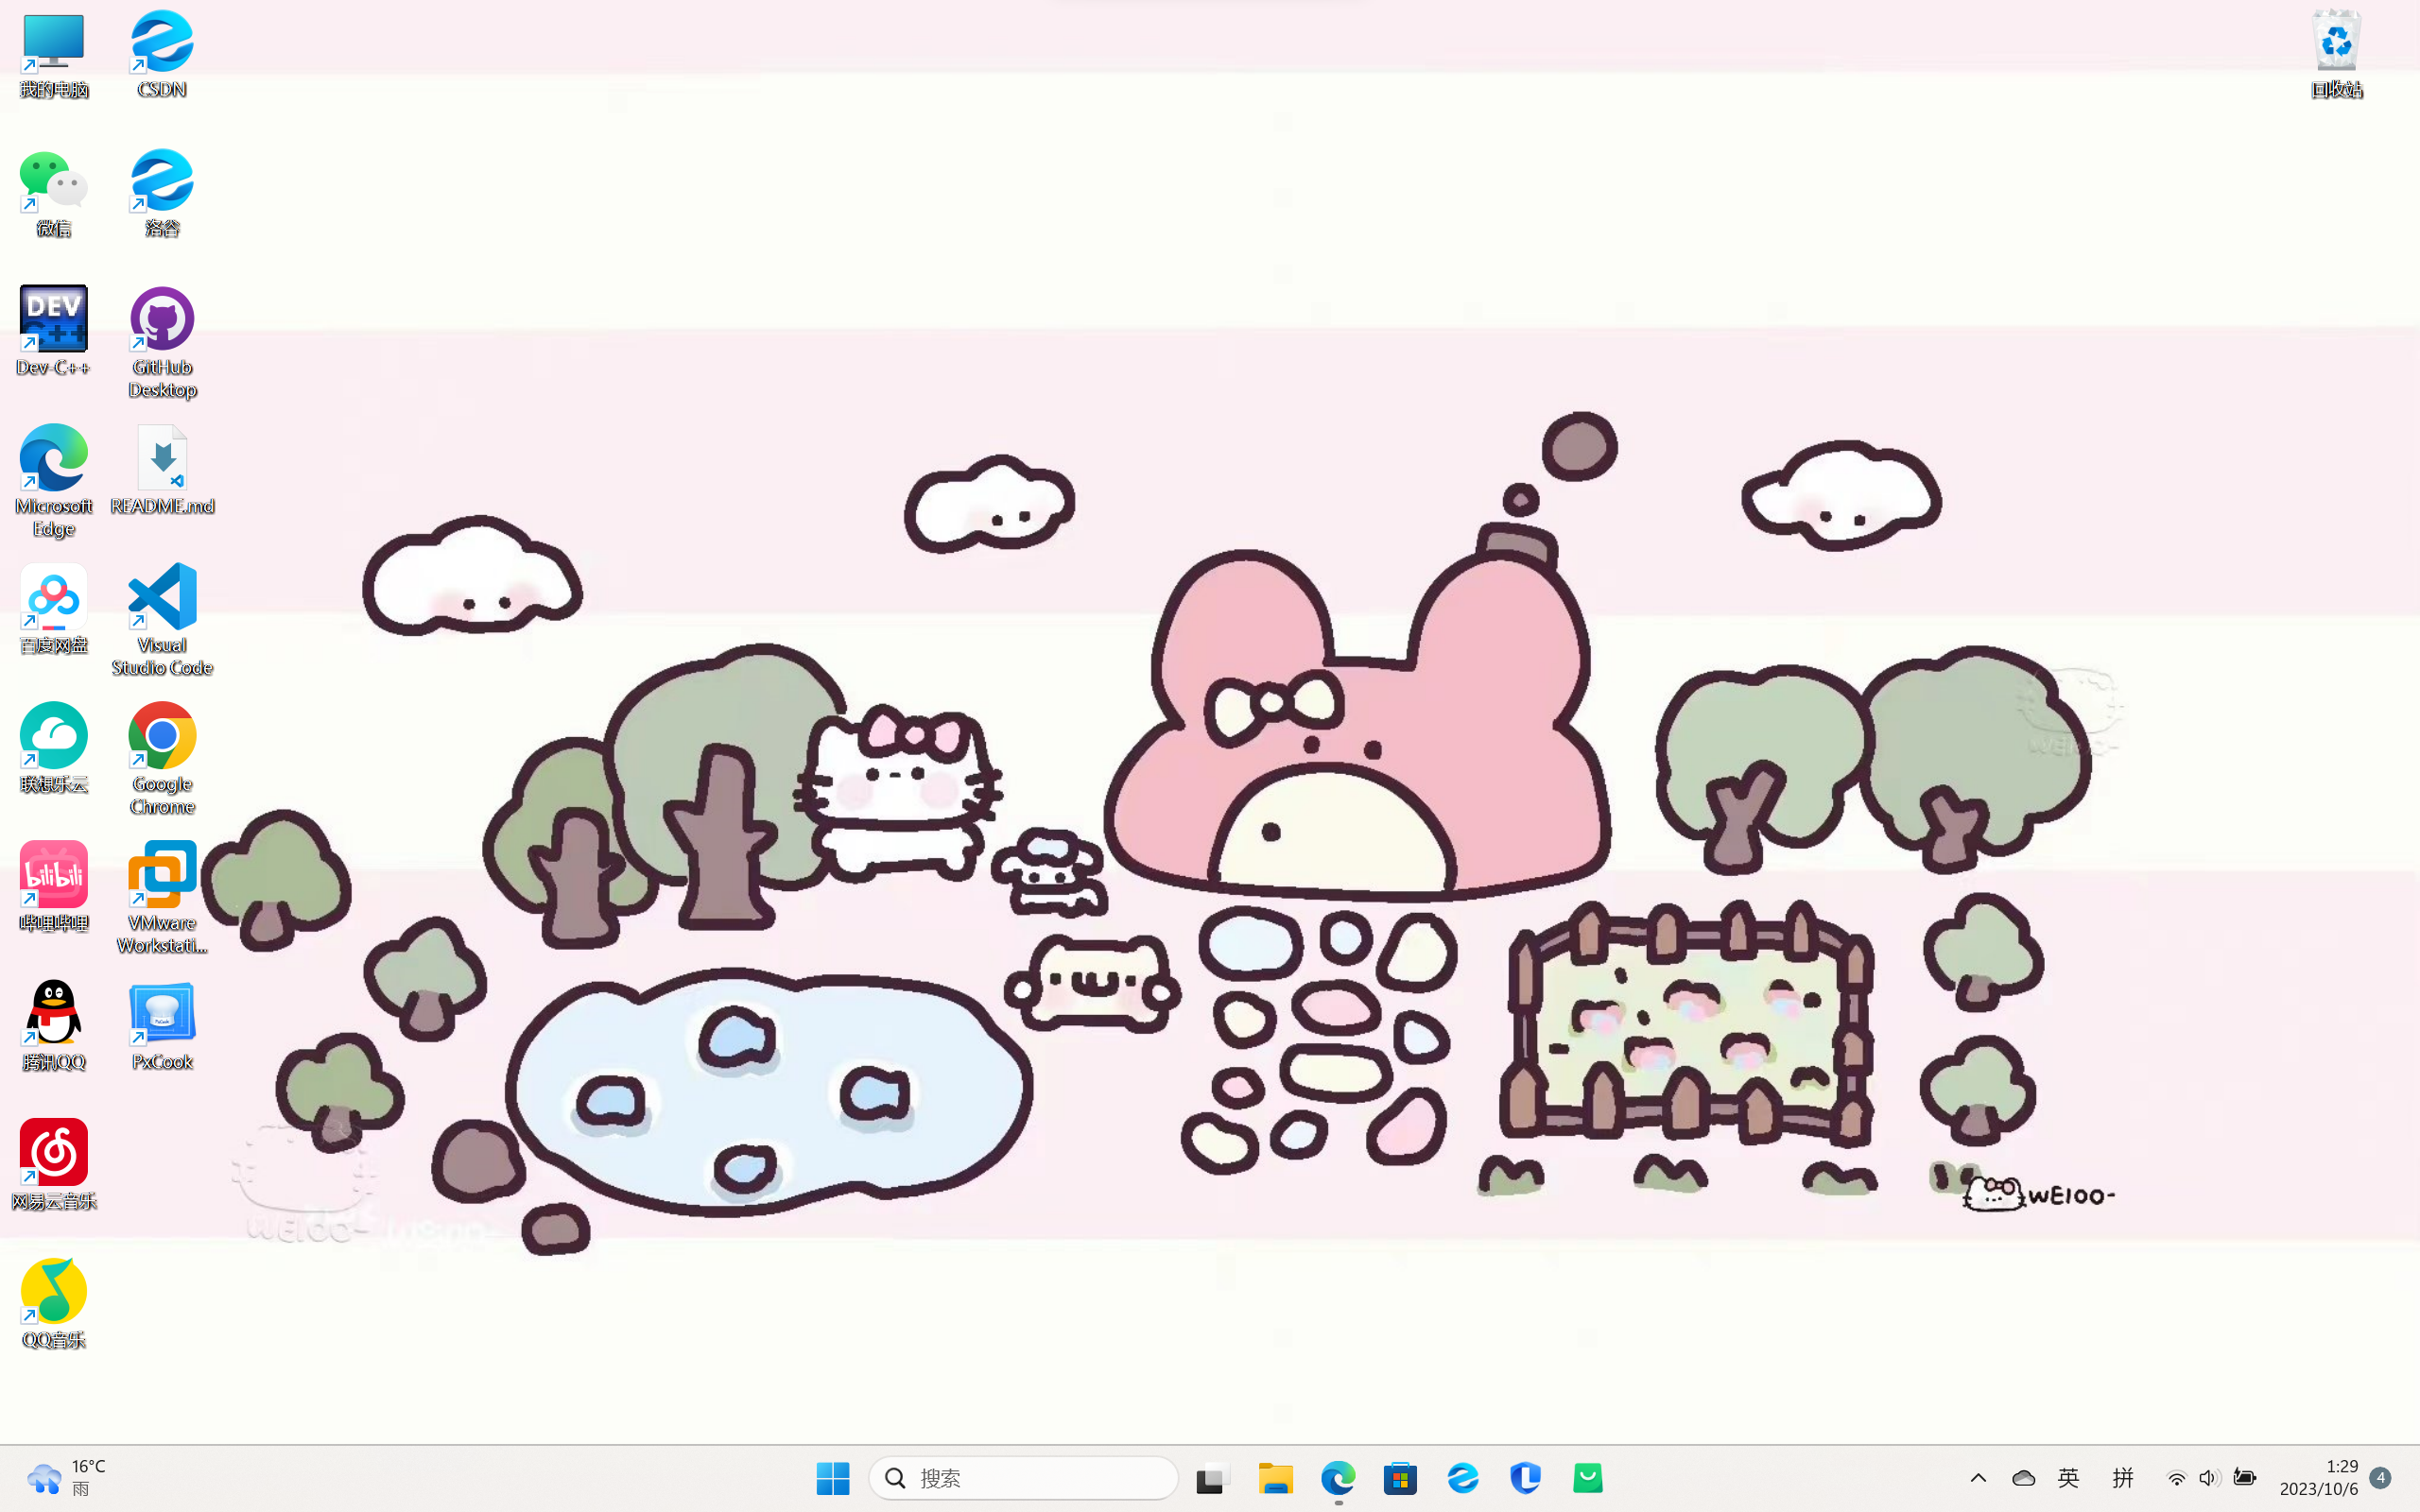 我的电脑
CSDN
回收站
微信
洛谷
DEV
C++
Dev-C++
GitHub
Desktop
Microsoft
Edge
README.md
百度网盘
Visual
Studio Code
联想乐云
Google
Chrome
bilibili
哔哩哔哩
VMware
Workstati...
腾讯QQ
PxCook
网易云音乐
WEIOO-
QQ音乐
16°C
雨
搜索
英
拼
1:29
2023/10/6
4